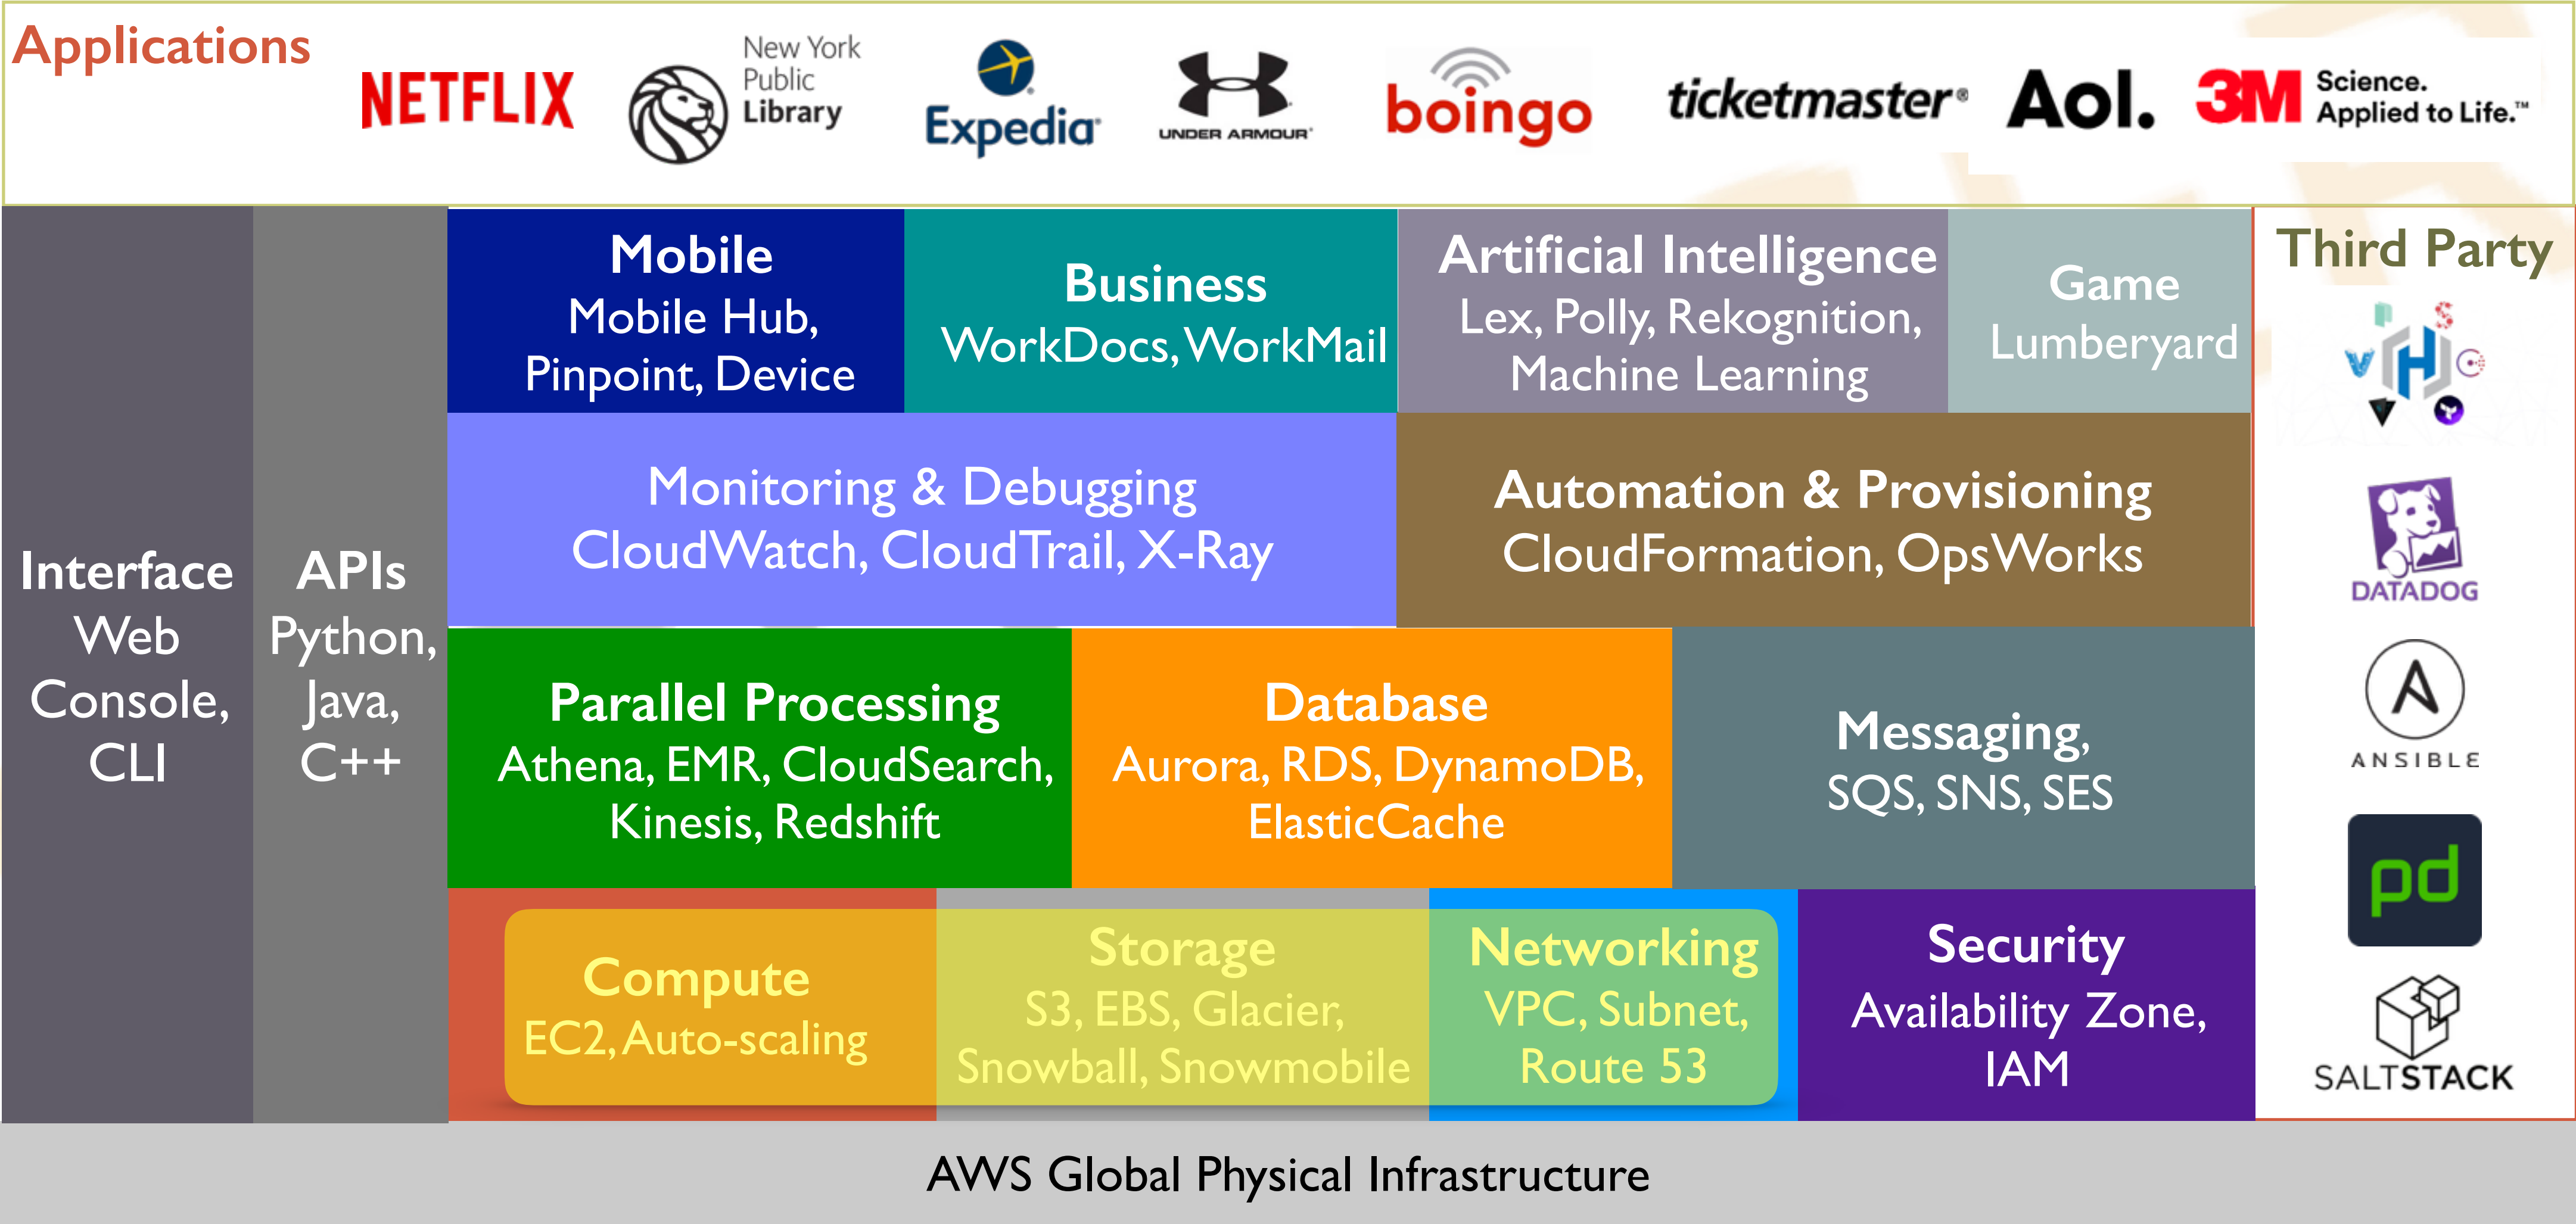 Applications
NETFLIX
New York
Public
Library
Expedia®
UNDER ARMOUR®
boingo
ticketmaster®
Aol.
3M Science.
Applied to Life.™
Interface
Web
Console,
CLI
APIs
Python,
Java,
C++
Mobile
Mobile Hub,
Pinpoint, Device
Business
WorkDocs, WorkMail
Artificial Intelligence
Lex, Polly, Rekognition,
Machine Learning
Game
Lumberyard
Monitoring & Debugging
CloudWatch, CloudTrail, X-Ray
Automation & Provisioning
CloudFormation, OpsWorks
Parallel Processing
Athena, EMR, CloudSearch,
Kinesis, Redshift
Database
Aurora, RDS, DynamoDB,
ElasticCache
Messaging,
SQS, SNS, SES
Compute
EC2, Auto-scaling
Storage
S3, EBS, Glacier,
Snowball, Snowmobile
Networking
VPC, Subnet,
Route 53
Security
Availability Zone,
IAM
Third Party
DATADOG
A
ANSIBLE
pd
SALTSTACK
AWS Global Physical Infrastructure